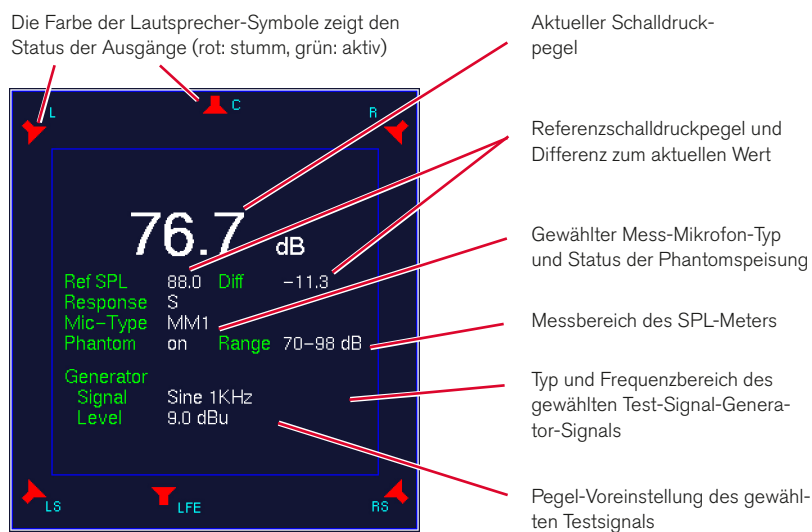 Die Farbe der Lautsprecher-Symbole zeigt den
Status der Ausgänge (rot: stumm, grün: aktiv)
Aktueller Schalldruck-
pegel
L
C
R
Referenzschalldruckpegel und
Differenz zum aktuellen Wert
76.7 dB
Gewählter Mess-Mikrofon-Typ
und Status der Phantomspeisung
Ref SPL 88.0 Diff -11.3
Response S
Mic-Type MM1
Phantom on Range 70-98 dB
Messbereich des SPL-Meters
Generator
Signal Sine 1KHz
Level 9.0 dBu
Typ und Frequenzbereich des
gewählten Test-Signal-Genera-
tor-Signals
LS
LFE
RS
Pegel-Voreinstellung des gewähl-
ten Testsignals